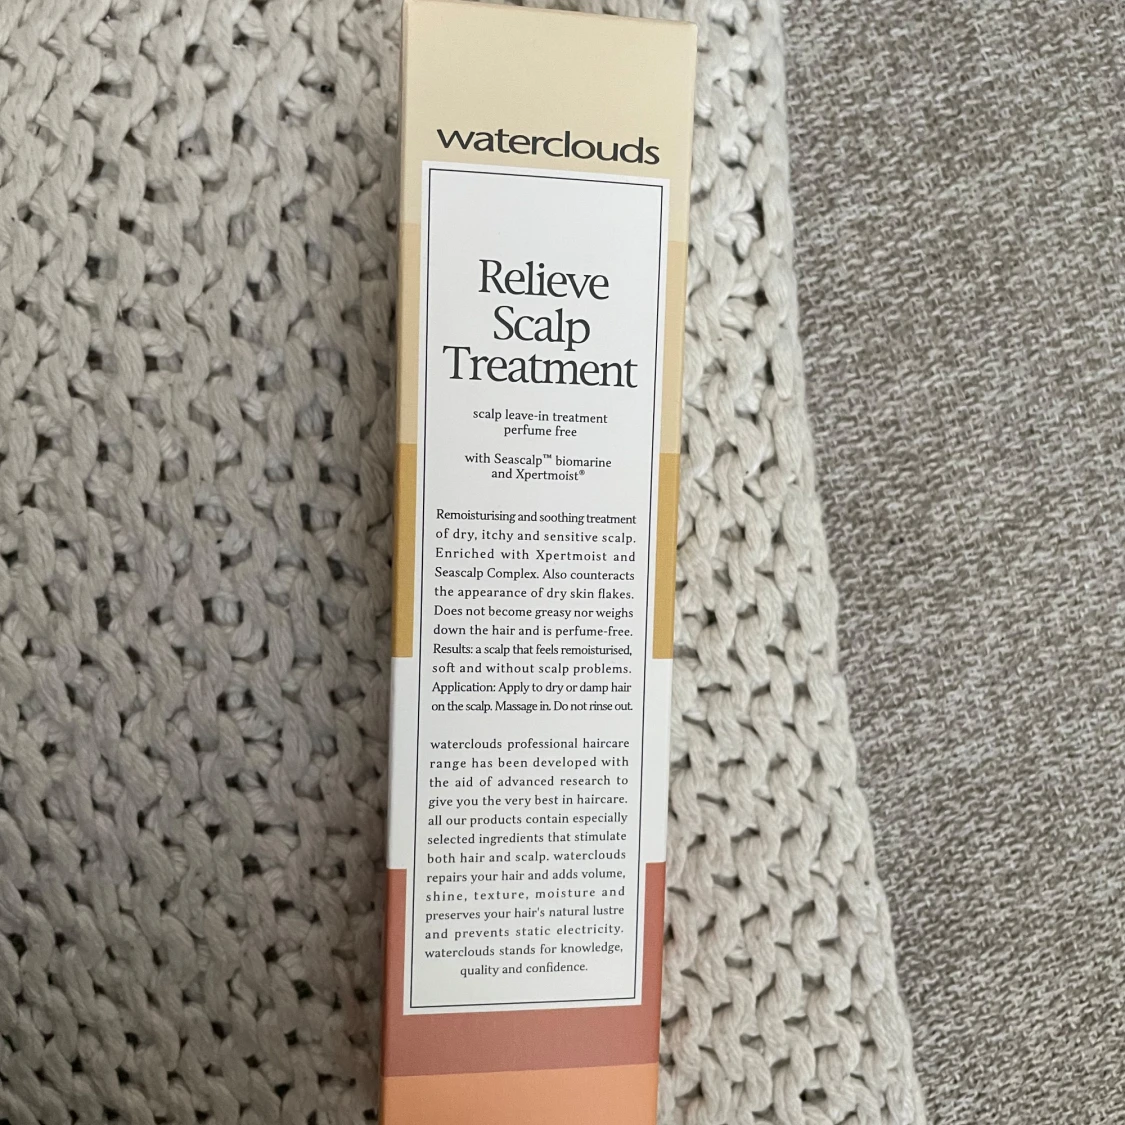 waterclouds
Relieve
Scalp
Treatment
scalp leave-in treatment
perfume free
with Seascalp™ biomarine
and Xpertmoist®
Remoisturising and soothing treatment
of dry, itchy and sensitive scalp.
Enriched with Xpertmoist and
Seascalp Complex. Also counteracts
the appearance of dry skin flakes.
Does not become greasy nor weighs
down the hair and is perfume-free.
Results: a scalp that feels remoisturised,
soft and without scalp problems.
Application: Apply to dry or damp hair
on the scalp. Massage in. Do not rinse out.
waterclouds professional haircare
range has been developed with
the aid of advanced research to
give you the very best in haircare.
all our products contain especially
selected ingredients that stimulate
both hair and scalp. waterclouds
repairs your hair and adds volume,
shine, texture, moisture and
preserves your hair's natural lustre
and prevents static electricity.
waterclouds stands for knowledge,
quality and confidence.